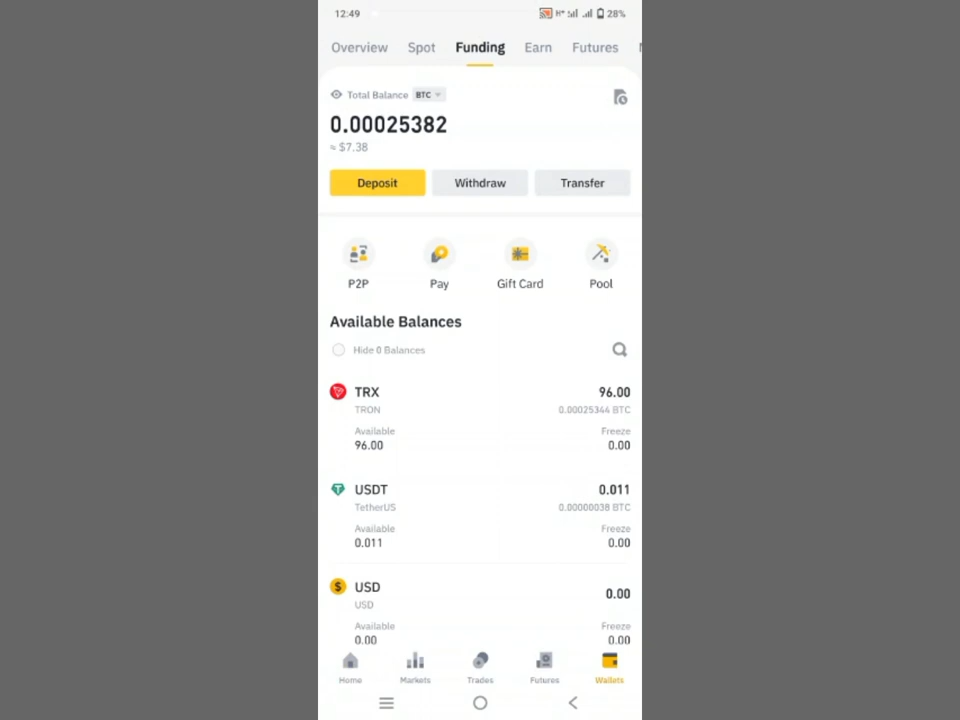 12:49 H+ 28%
Overview Spot Funding Earn Futures
Total Balance BTC
0.00025382
≈ $7.38
Deposit Withdraw Transfer
P2P Pay Gift Card Pool
Available Balances
Hide 0 Balances
TRX 96.00
TRON 0.00025344 BTC
Available Freeze
96.00 0.00
USDT 0.011
TetherUS 0.00000038 BTC
Available Freeze
0.011 0.00
USD 0.00
USD
Available Freeze
0.00 0.00
Home Markets Trades Futures Wallets